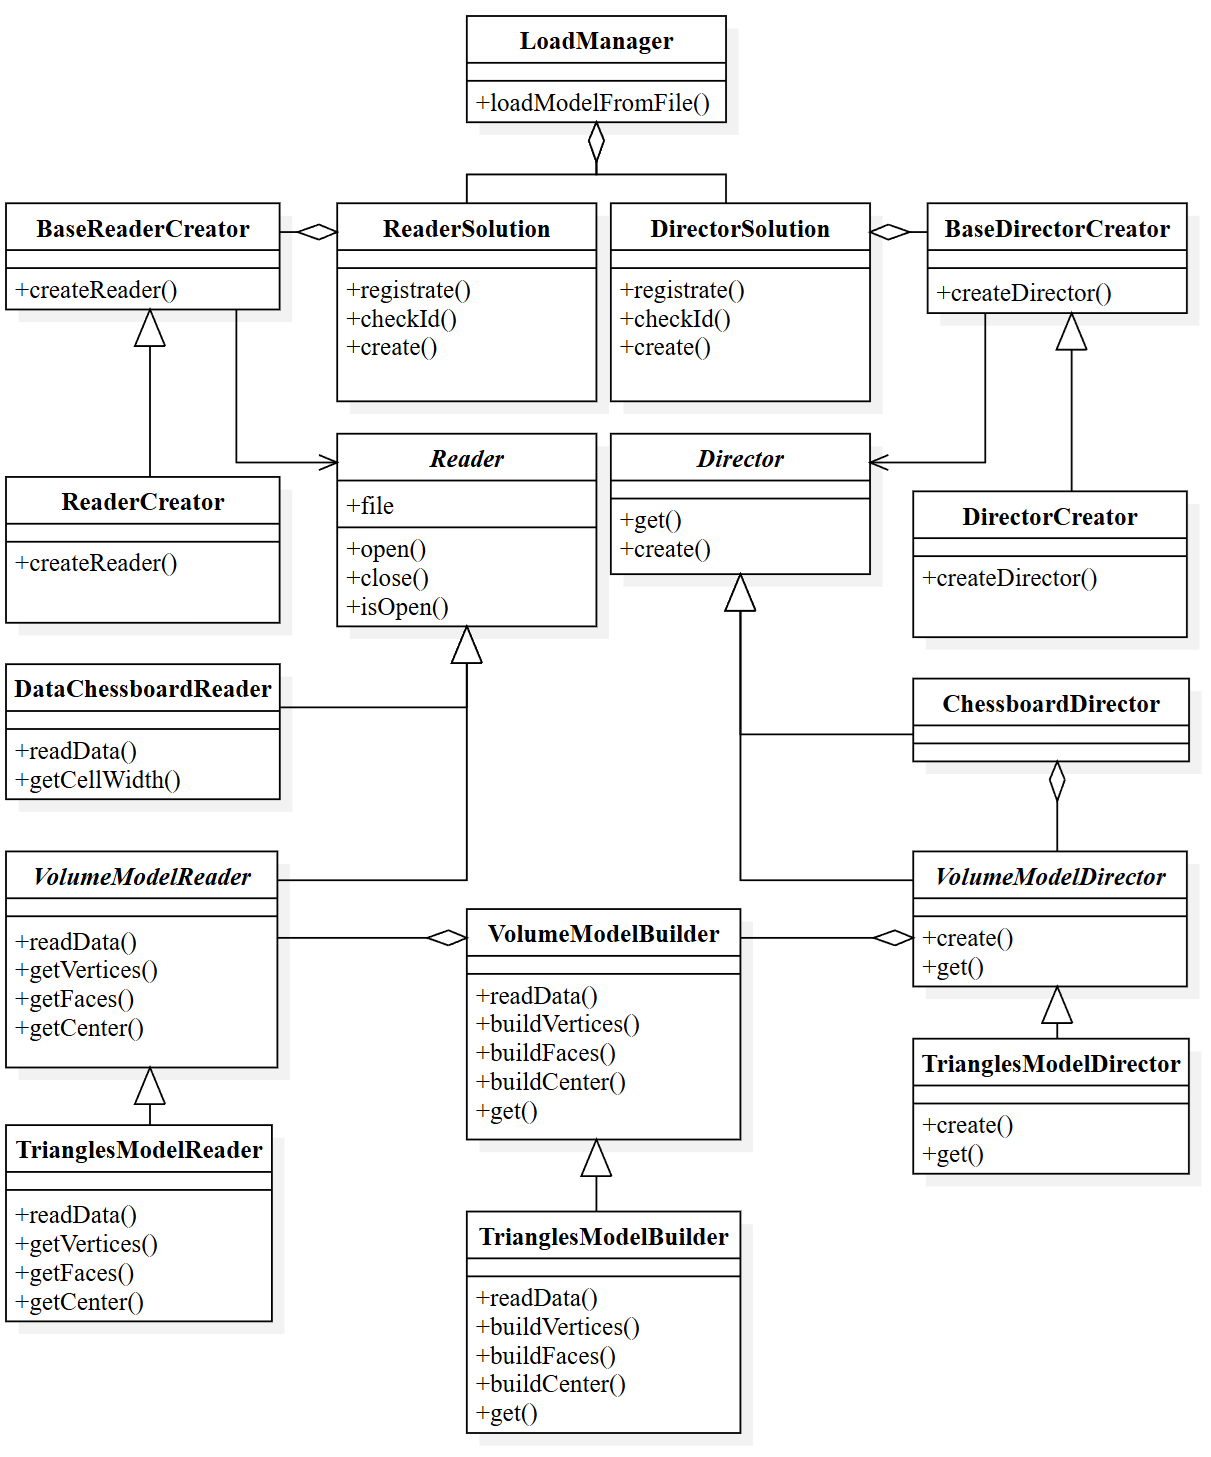 LoadManager
+loadModelFromFile()
BaseReaderCreator
+createReader()
ReaderSolution
+registrate()
+checkId()
+create()
DirectorSolution
+registrate()
+checkId()
+create()
BaseDirectorCreator
+createDirector()
Reader
+file
+open()
+close()
+isOpen()
Director
+get()
+create()
ReaderCreator
+createReader()
DirectorCreator
+createDirector()
DataChessboardReader
+readData()
+getCellWidth()
ChessboardDirector
VolumeModelReader
+readData()
+getVertices()
+getFaces()
+getCenter()
VolumeModelBuilder
+readData()
+buildVertices()
+buildFaces()
+buildCenter()
+get()
VolumeModelDirector
+create()
+get()
TrianglesModelDirector
+create()
+get()
TrianglesModelReader
+readData()
+getVertices()
+getFaces()
+getCenter()
TrianglesModelBuilder
+readData()
+buildVertices()
+buildFaces()
+buildCenter()
+get()